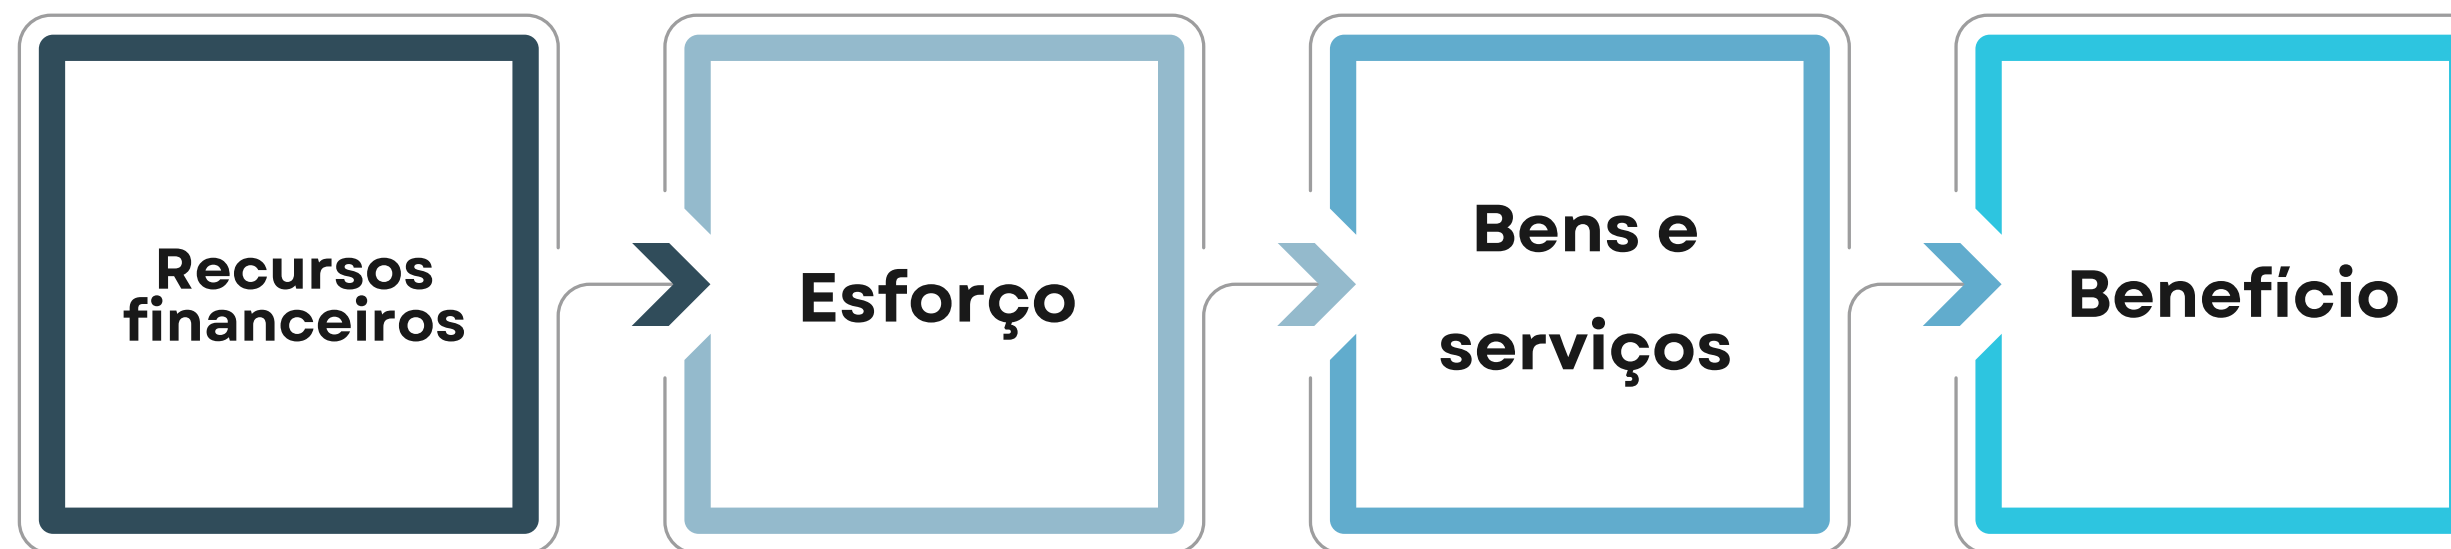 Recursos
financeiros
Esforço
Bens e
serviços
Benefício